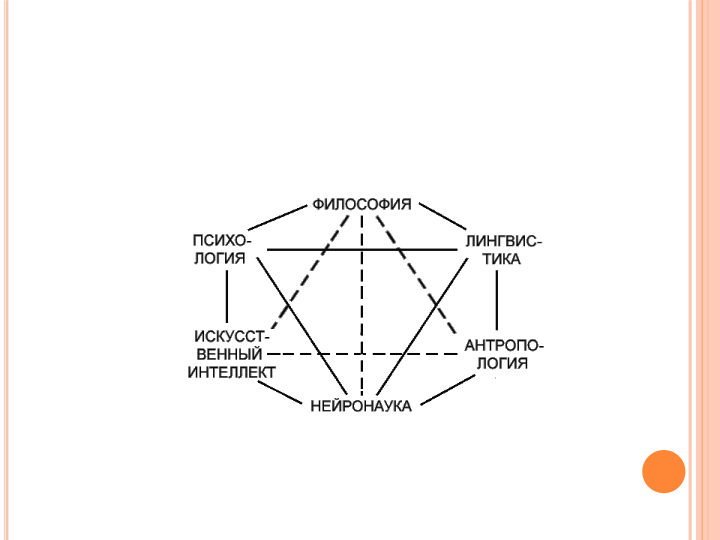 ФИЛОСОФИЯ
ПСИХО-
ЛОГИЯ
ЛИНГВИС-
ТИКА
ИСКУССТ-
ВЕННЫЙ
ИНТЕЛЛЕКТ
АНТРОПО-
ЛОГИЯ
НЕЙРОНАУКА